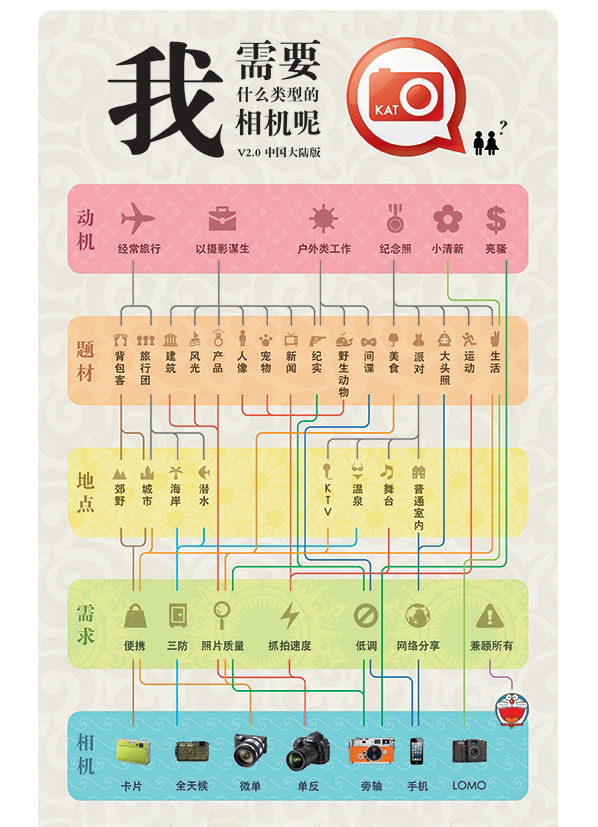 我
需要
什么类型的
相机呢
V2.0 中国大陆版
KAT
?
动机
经常旅行
以摄影谋生
户外类工作
纪念照
小清新
$
亮骚
题材
背包客
旅行团
建筑
风光
产品
人像
宠物
新闻
纪实
野生动物
间谍
美食
派对
大头照
运动
生活
地点
郊野
城市
海岸
潜水
KTV
温泉
舞台
普通室内
需求
便携
三防
照片质量
抓拍速度
低调
网络分享
兼顾所有
相机
卡片
全天候
微单
单反
旁轴
手机
LOMO